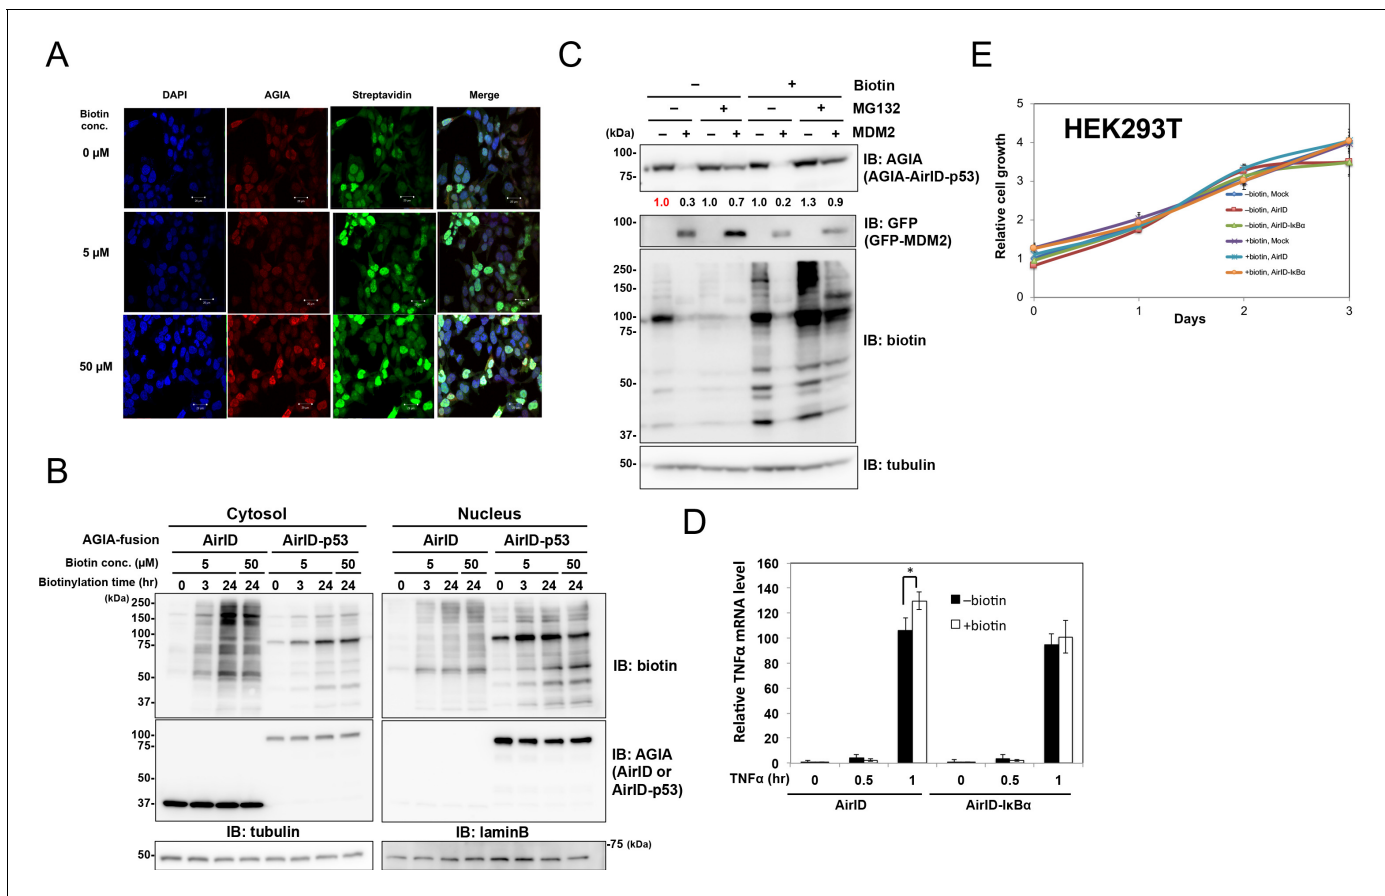 A
DAPI AGIA Streptavidin Merge
Biotin
conc.
0 µM
5 µM
50 µM
B
Cytosol Nucleus
AGIA-fusion AirID AirID-p53 AirID AirID-p53
Biotin conc. (µM) 5 50 5 50 5 50 5 50
Biotinylation time (hr) 0 3 24 24 0 3 24 24 0 3 24 24 0 3 24 24
(kDa)
250-
150-
100-
75-
50-
37-
IB: biotin
100-
75-
50-
37-
IB: AGIA
(AirID or
AirID-p53)
IB: tubulin IB: laminB
50-
-75 (kDa)
C
– + Biotin
– + – + MG132
(kDa) – + – + – + – + MDM2
100-
75-
IB: AGIA
(AGIA-AirID-p53)
1.0 0.3 1.0 0.7 1.0 0.2 1.3 0.9
100-
IB: GFP
(GFP-MDM2)
250-
150-
100-
75-
50-
37-
IB: biotin
50-
IB: tubulin
D
Relative TNFα mRNA level
160
140
120
100
80
60
40
20
0
*
–biotin
+biotin
TNFα (hr) 0 0.5 1 0 0.5 1
AirID AirID-IκBα
E
HEK293T
Relative cell growth
5
4
3
2
1
0
–biotin, Mock
–biotin, AirID
–biotin, AirID-IκBα
+biotin, Mock
+biotin, AirID
+biotin, AirID-IκBα
0 1 2 3
Days